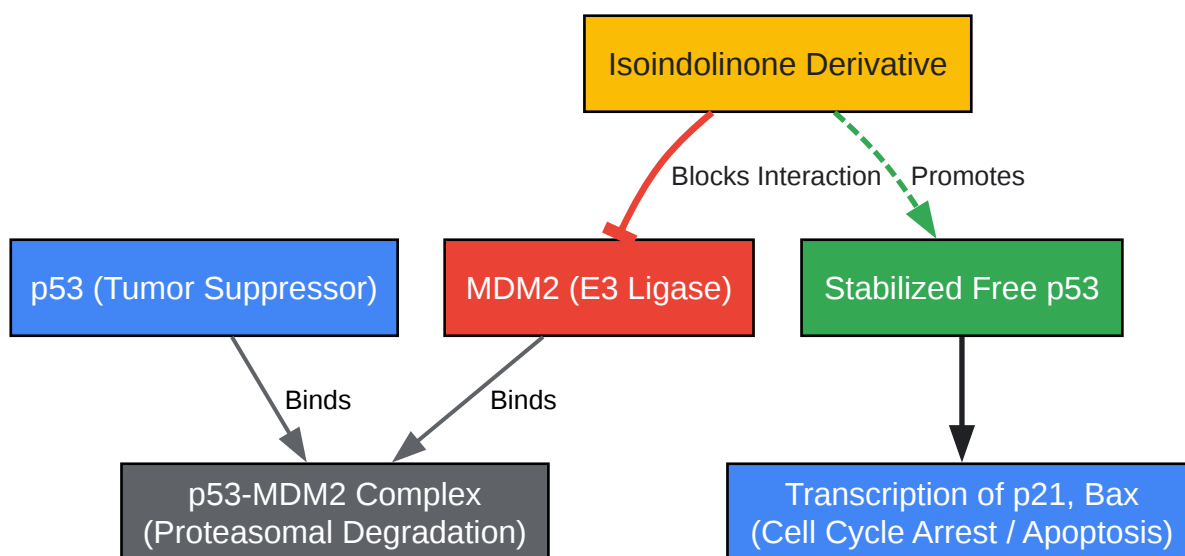 Isoindolinone Derivative
Blocks Interaction
Promotes
p53 (Tumor Suppressor)
MDM2 (E3 Ligase)
Stabilized Free p53
Binds
Binds
p53-MDM2 Complex
(Proteasomal Degradation)
Transcription of p21, Bax
(Cell Cycle Arrest / Apoptosis)